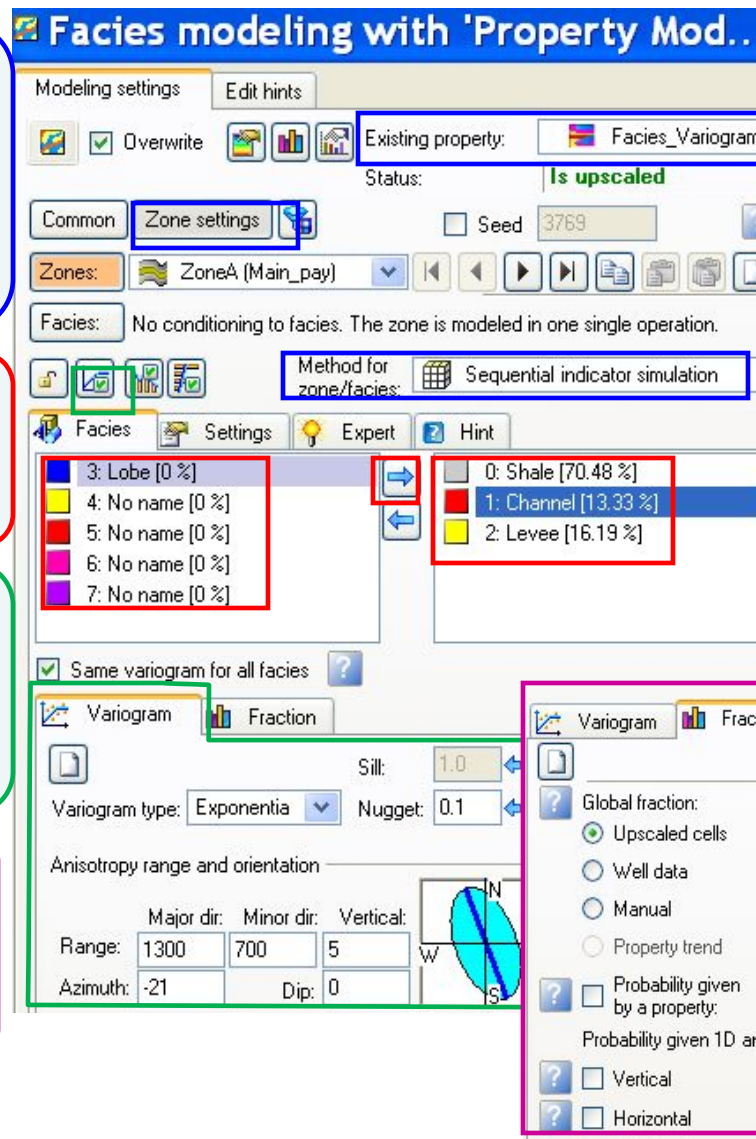 Facies modeling with 'Property Mod..
Modeling settings Edit hints
Overwrite Existing property: Facies_Variogram
Status: Is upscaled
Common Zone settings Seed 3769
Zones: ZoneA (Main_pay)
Facies: No conditioning to facies. The zone is modeled in one single operation.
Method for zone/facies: Sequential indicator simulation
Facies Settings Expert Hint
3: Lobe [0 %] 0: Shale [70.48 %]
4: No name [0 %] 1: Channel [13.33 %]
5: No name [0 %] 2: Levee [16.19 %]
6: No name [0 %]
7: No name [0 %]
Same variogram for all facies
Variogram Fraction
Sill: 1.0
Variogram type: Exponentia Nugget: 0.1
Anisotropy range and orientation
Major dir: Minor dir: Vertical:
Range: 1300 700 5
Azimuth: -21 Dip: 0
N
W
S
Variogram Frac
Global fraction:
Upscaled cells
Well data
Manual
Property trend
Probability given
by a property:
Probability given 1D ar
Vertical
Horizontal